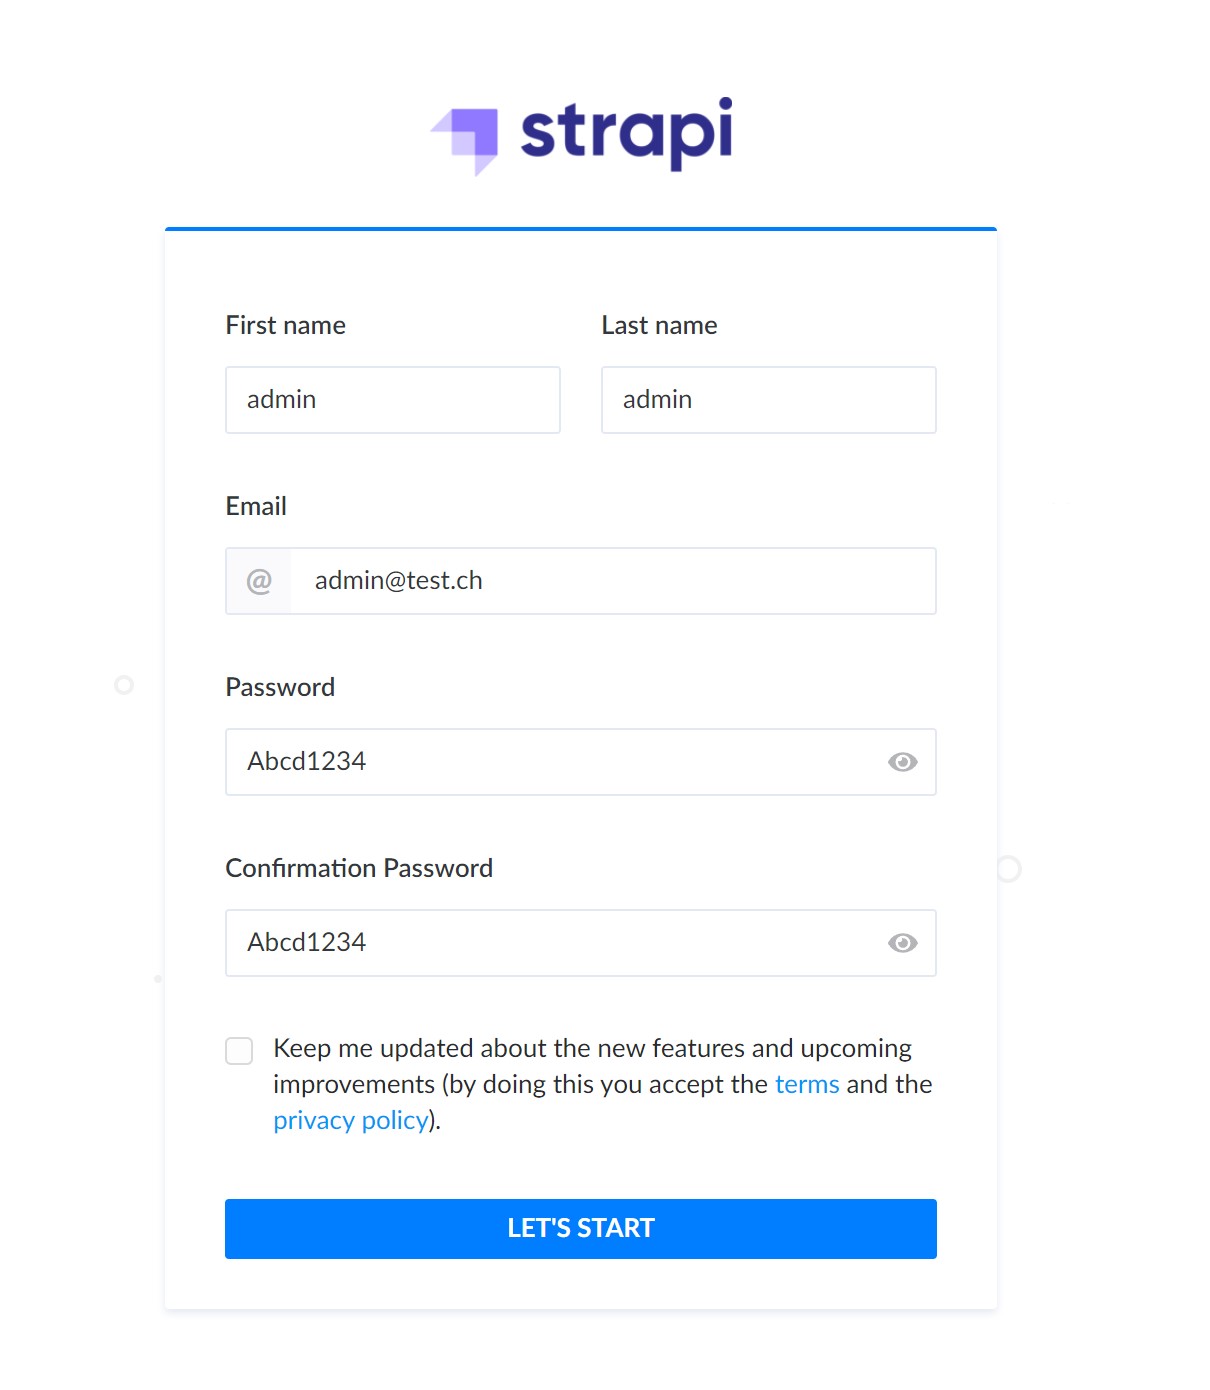 strapi
First name
Last name
admin
admin
Email
@ admin@test.ch
Password
Abcd1234
Confirmation Password
Abcd1234
Keep me updated about the new features and upcoming
improvements (by doing this you accept the terms and the
privacy policy).
LET'S START